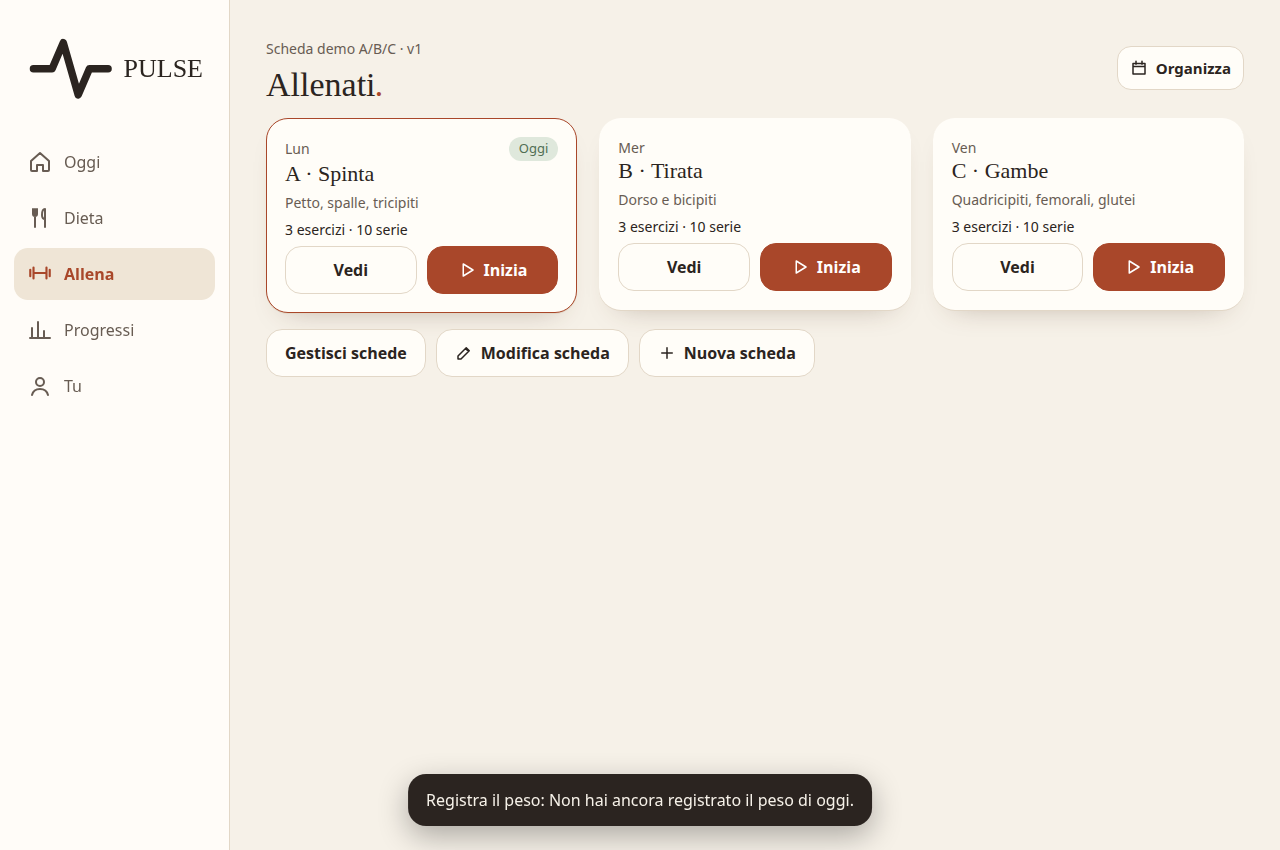 PULSE
Oggi
Dieta
Allena
Progressi
Tu
Scheda demo A/B/C · v1
Allenati.
Organizza
Lun
Oggi
A · Spinta
Petto, spalle, tricipiti
3 esercizi · 10 serie
Vedi
Inizia
Mer
B · Tirata
Dorso e bicipiti
3 esercizi · 10 serie
Vedi
Inizia
Ven
C · Gambe
Quadricipiti, femorali, glutei
3 esercizi · 10 serie
Vedi
Inizia
Gestisci schede
Modifica scheda
Nuova scheda
Registra il peso: Non hai ancora registrato il peso di oggi.